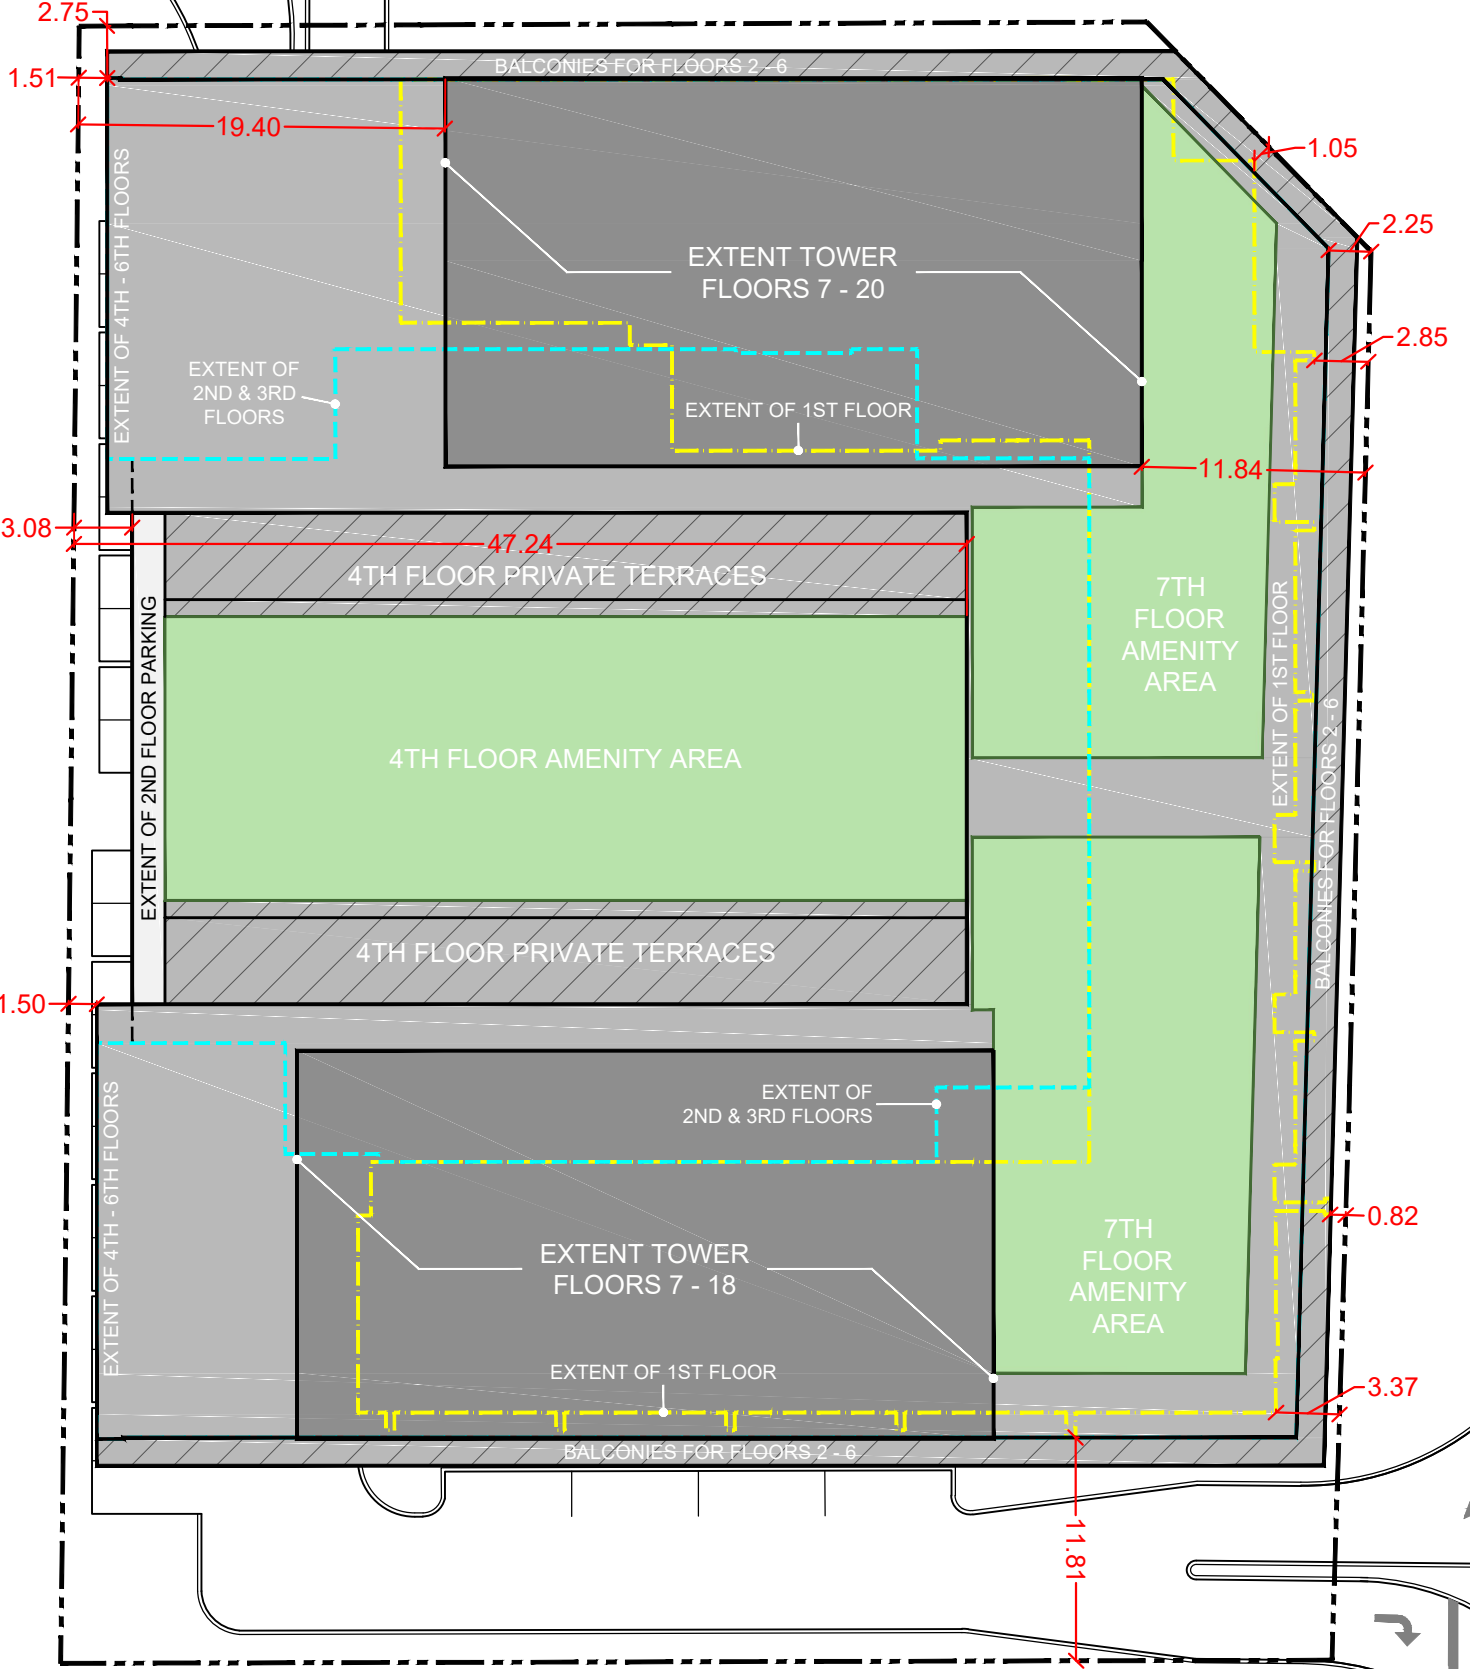 2.75
BALCONIES FOR FLOORS 2 - 6
1.51
19.40
1.05
EXTENT OF 4TH - 6TH FLOORS
2.25
EXTENT TOWER
FLOORS 7 - 20
2.85
EXTENT OF
2ND & 3RD
FLOORS
EXTENT OF 1ST FLOOR
11.84
3.08
47.24
4TH FLOOR PRIVATE TERRACES
7TH
FLOOR
AMENITY
AREA
EXTENT OF 1ST FLOOR
EXTENT OF 2ND FLOOR PARKING
4TH FLOOR AMENITY AREA
BALCONIES FOR FLOORS 2 - 6
4TH FLOOR PRIVATE TERRACES
1.50
EXTENT OF 4TH - 6TH FLOORS
EXTENT OF
2ND & 3RD FLOORS
0.82
EXTENT TOWER
FLOORS 7 - 18
7TH
FLOOR
AMENITY
AREA
EXTENT OF 1ST FLOOR
3.37
BALCONIES FOR FLOORS 2 - 6
11.81